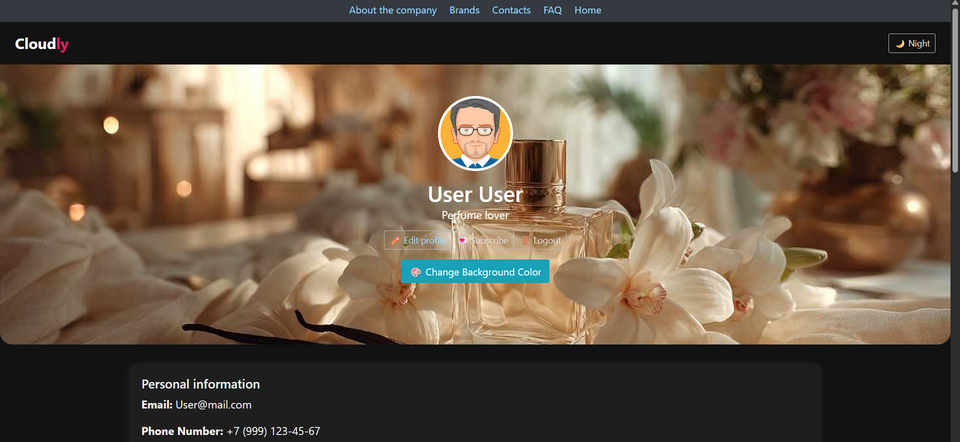 About the company Brands Contacts FAQ Home
Cloudly
🌙 Night
User User
Perfume lover
Edit profile Subscribe Logout
🎨 Change Background Color
Personal information
Email: User@mail.com
Phone Number: +7 (999) 123-45-67